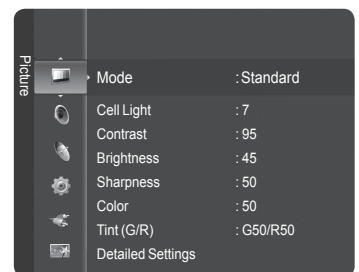 Picture
Mode :Standard
Cell Light :7
Contrast :95
Brightness :45
Sharpness :50
Color :50
Tint (G/R) :G50/R50
Detailed Settings